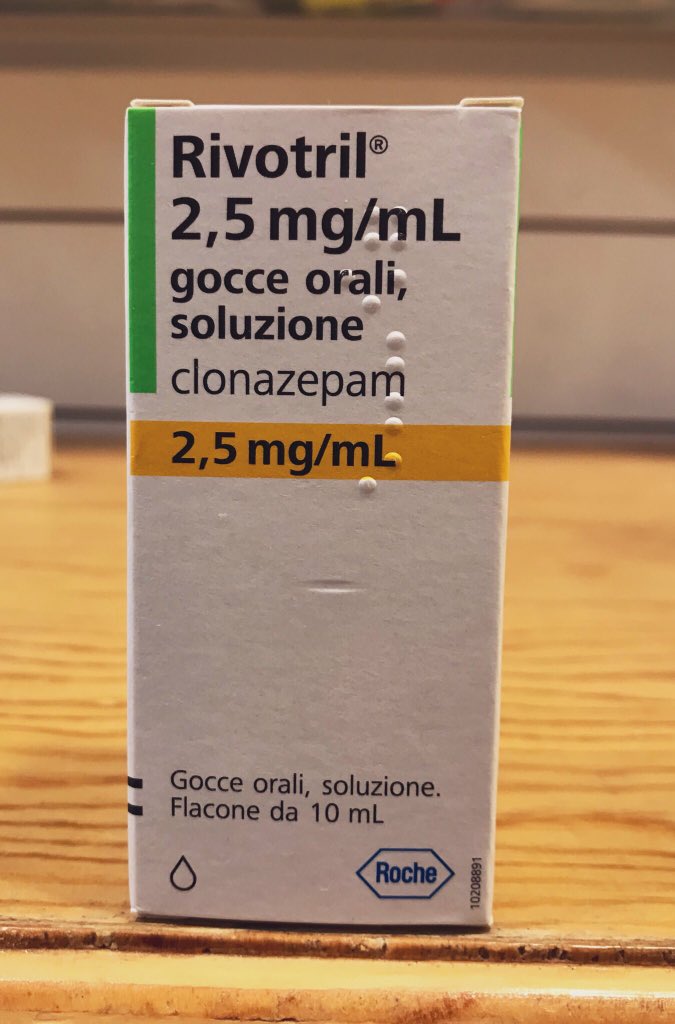 Rivotril®
2,5 mg/mL
gocce orali,
soluzione
clonazepam
2,5 mg/mL
Gocce orali, soluzione.
Flacone da 10 mL
Roche
10208891